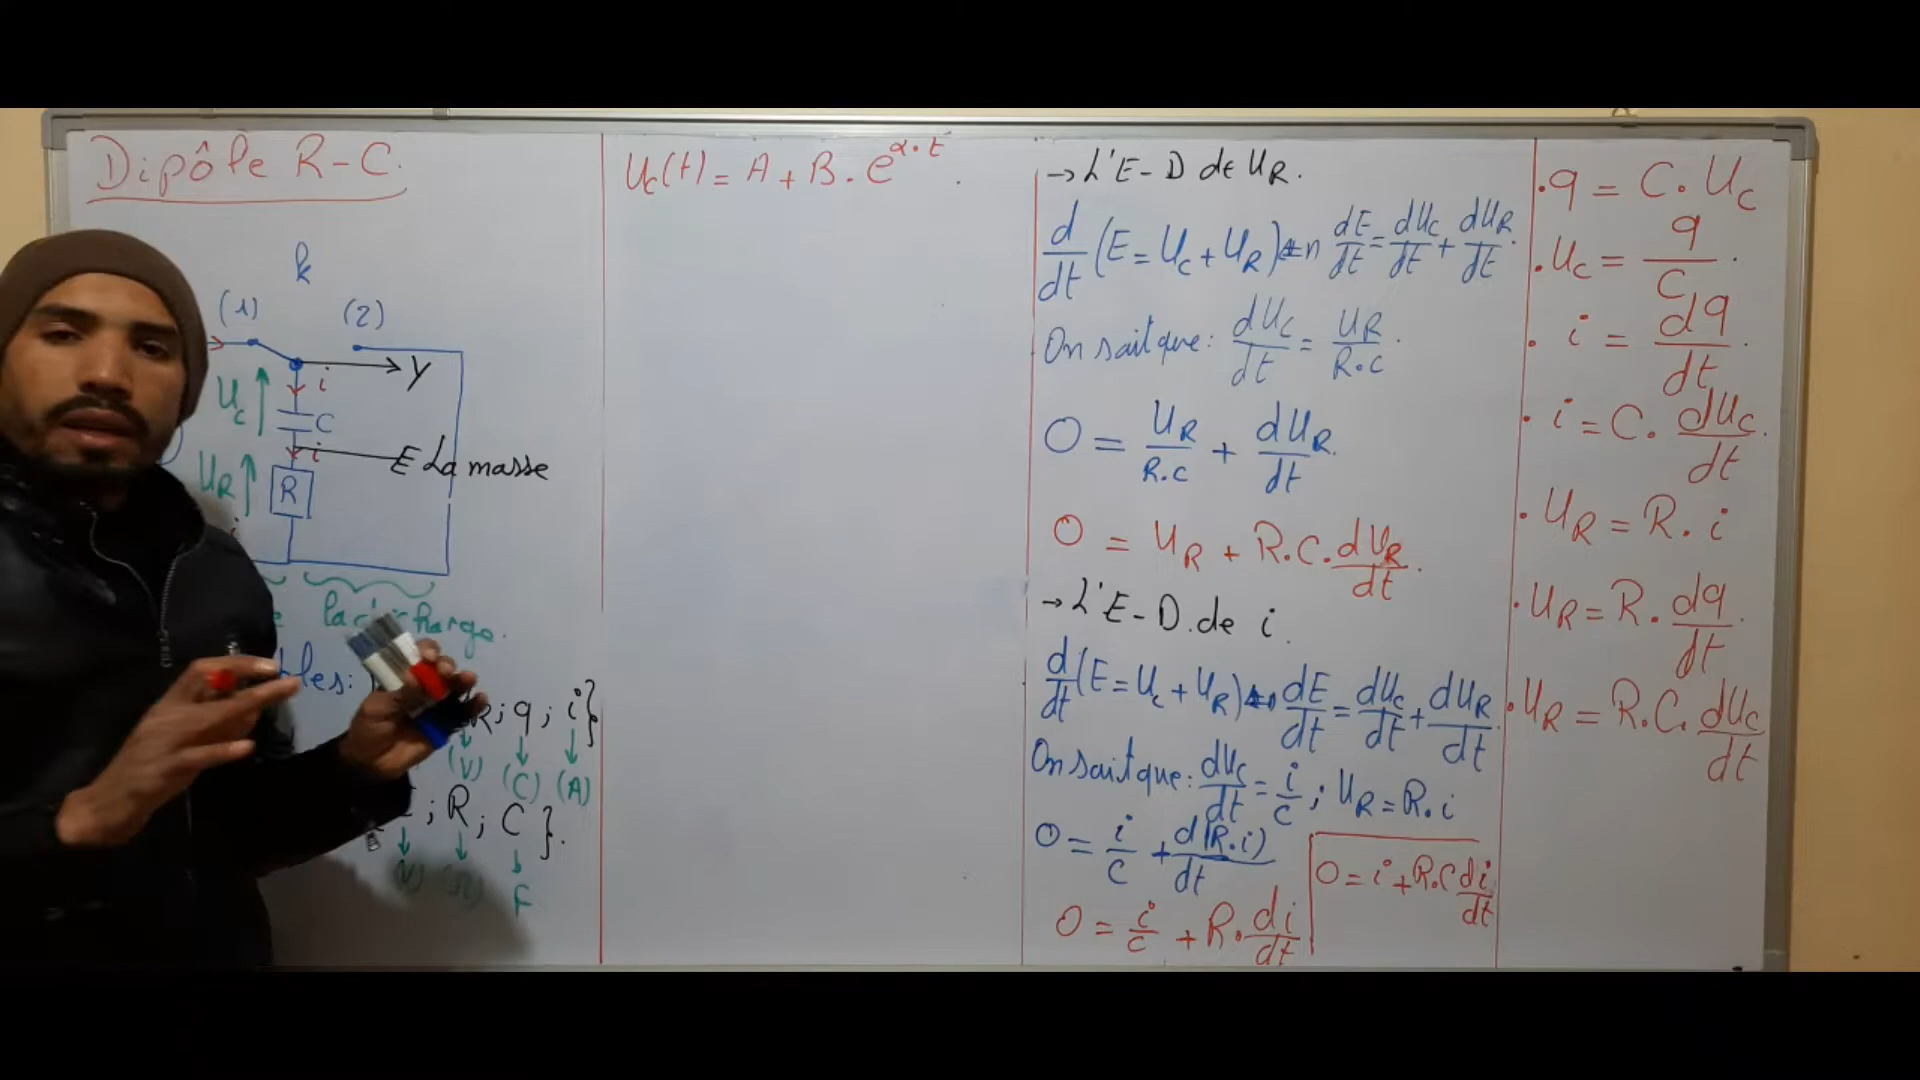 Dipôle R-C.
k
(1) (2)
Y
i
Uc C
i
E La masse
UR R
i
la décharge.
bles:
R; q; i}
(V) (C) (A)
; R; C}.
(V) (Ω) F
Uc(t) = A + B . e^α.t .
→ L'E-D de UR.
d/dt (E = Uc + UR) ⇔ dE/dt = dUc/dt + dUR/dt.
On sait que: dUc/dt = UR/R.C .
0 = UR/R.C + dUR/dt.
0 = UR + R.C. dUR/dt .
→ L'E-D. de i .
d/dt (E = Uc + UR) ⇔ dE/dt = dUc/dt + dUR/dt .
On sait que: dUc/dt = i/C ; UR = R. i
0 = i/C + d(R.i)/dt
0 = i + R.C di/dt
0 = i/C + R. di/dt
. q = C. Uc
. Uc = q/C .
. i = dq/dt .
. i = C. dUc/dt .
. UR = R. i
. UR = R. dq/dt .
. UR = R.C. dUc/dt